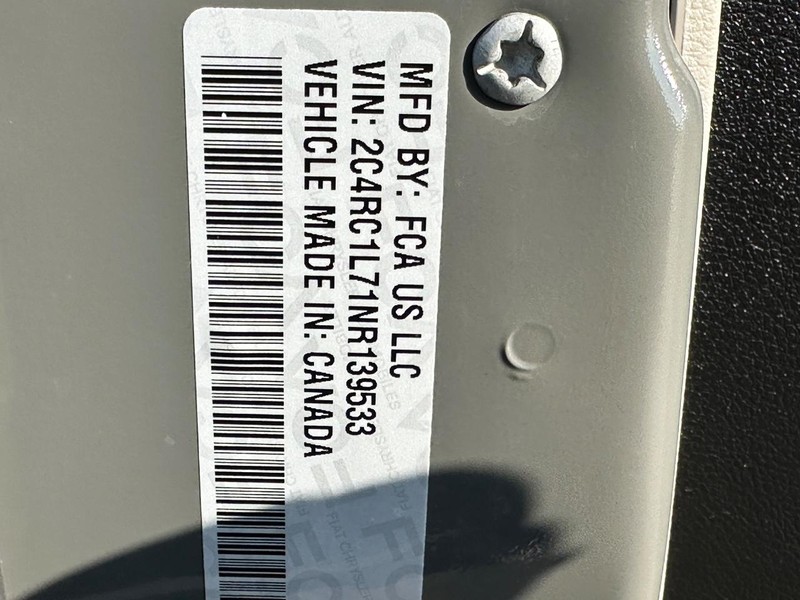 MFD BY: FCA US LLC
VIN: 2C4RC1L71NR139533
VEHICLE MADE IN: CANADA